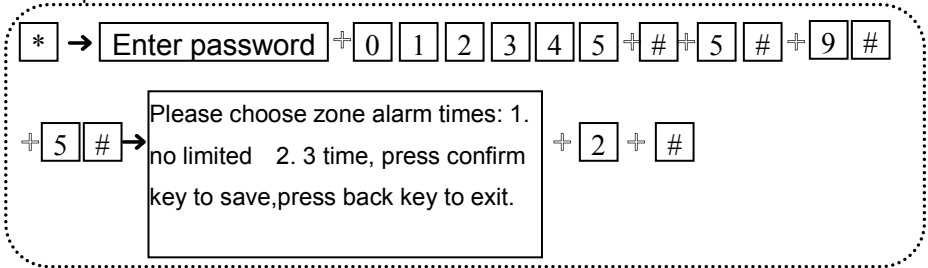 * → Enter password + 0 1 2 3 4 5 + # + 5 # + 9 #
+ 5 # → Please choose zone alarm times: 1.
no limited 2. 3 time, press confirm + 2 + #
key to save,press back key to exit.